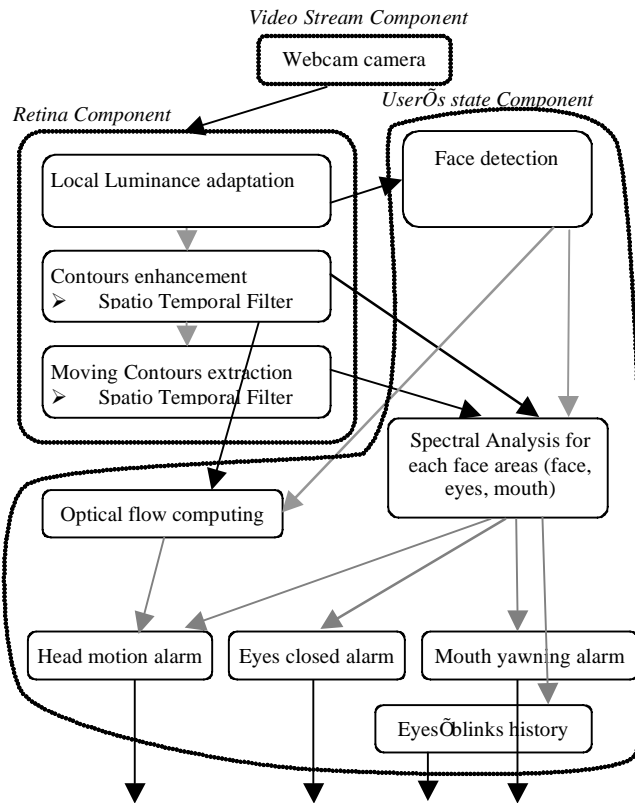 Video Stream Component
Webcam camera
Retina Component
UserÕs state Component
Local Luminance adaptation
Face detection
Contours enhancement
➢ Spatio Temporal Filter
Moving Contours extraction
➢ Spatio Temporal Filter
Spectral Analysis for
each face areas (face,
eyes, mouth)
Optical flow computing
Head motion alarm
Eyes closed alarm
Mouth yawning alarm
EyesÕblinks history